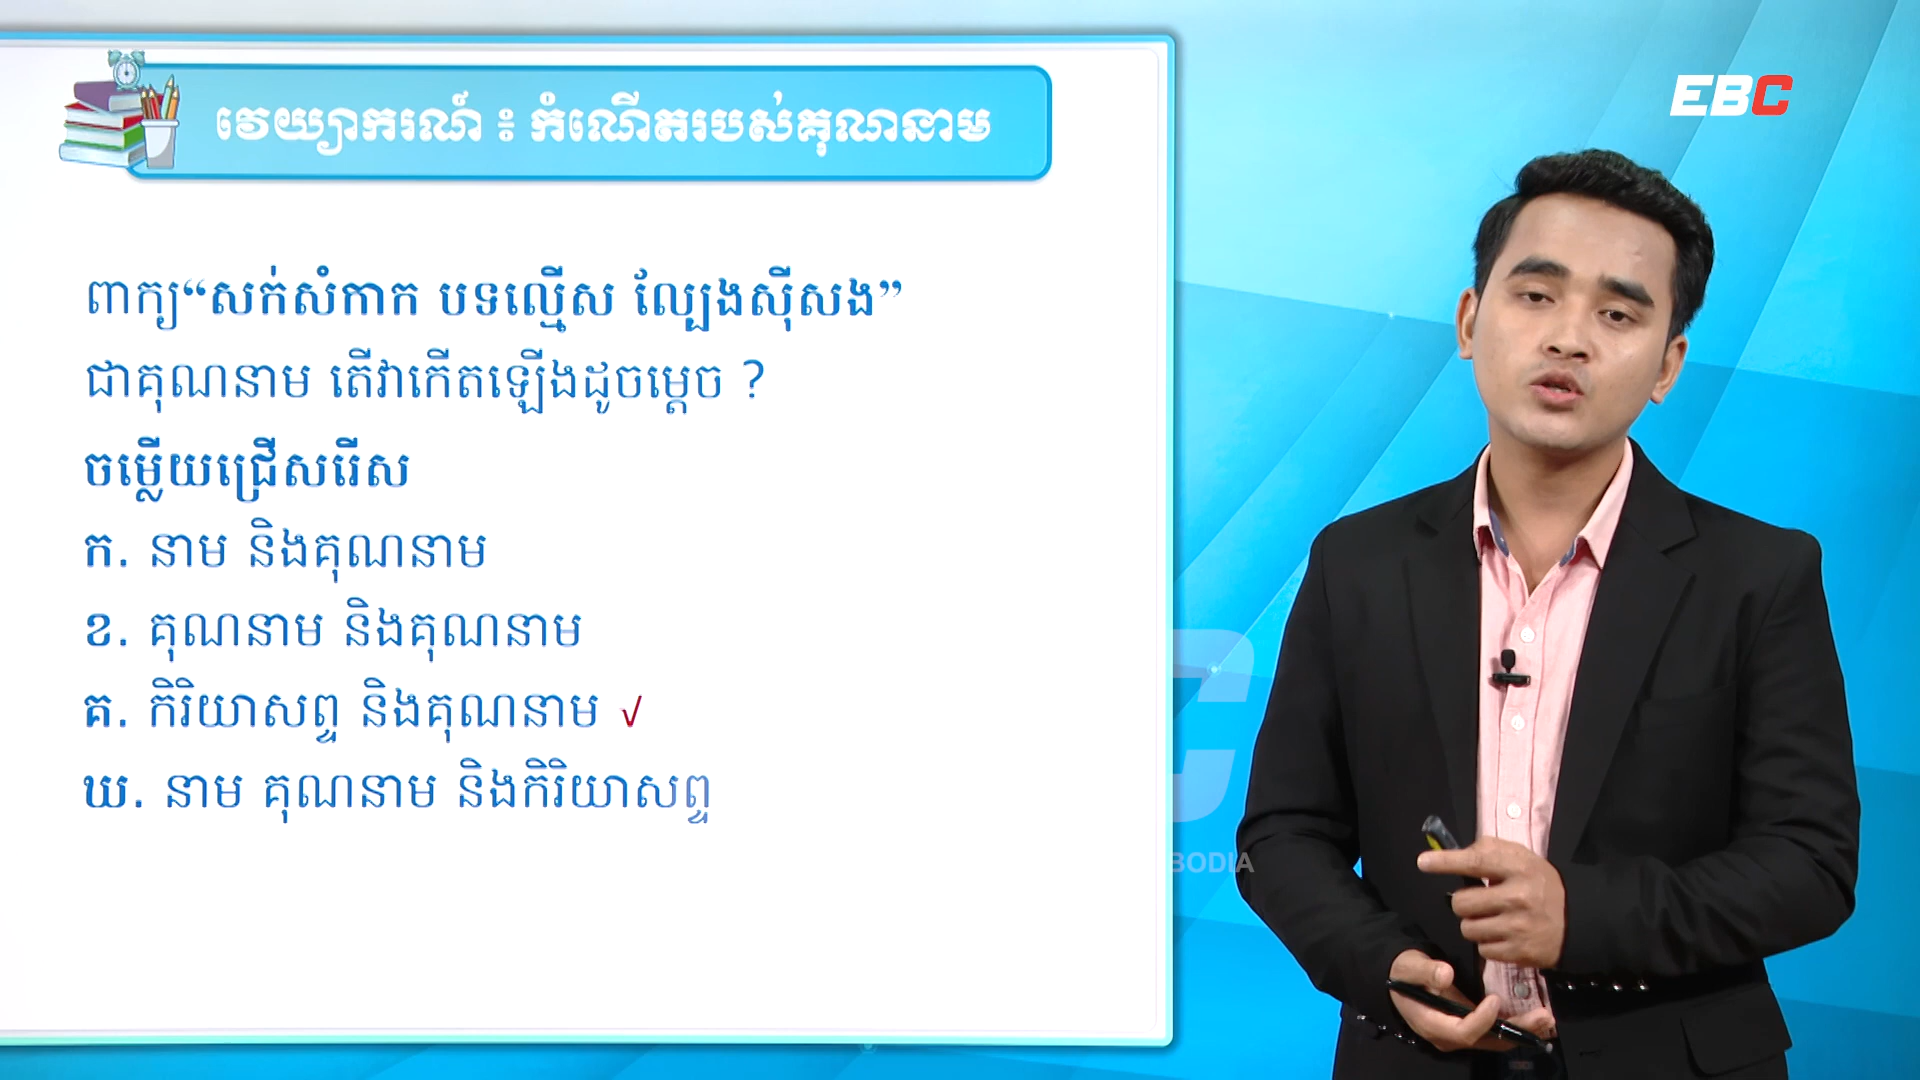 វេយ្យាករណ៍ ៖ កំណើតរបស់គុណនាម
EBC
ពាក្យ“សក់សំកាក បទល្មើស ល្បែងស៊ីសង”
ជាគុណនាម តើវាកើតឡើងដូចម្ដេច ?
ចម្លើយជ្រើសរើស
ក. នាម និងគុណនាម
ខ. គុណនាម និងគុណនាម
គ. កិរិយាសព្ទ និងគុណនាម √
ឃ. នាម គុណនាម និងកិរិយាសព្ទ
C
BODIA